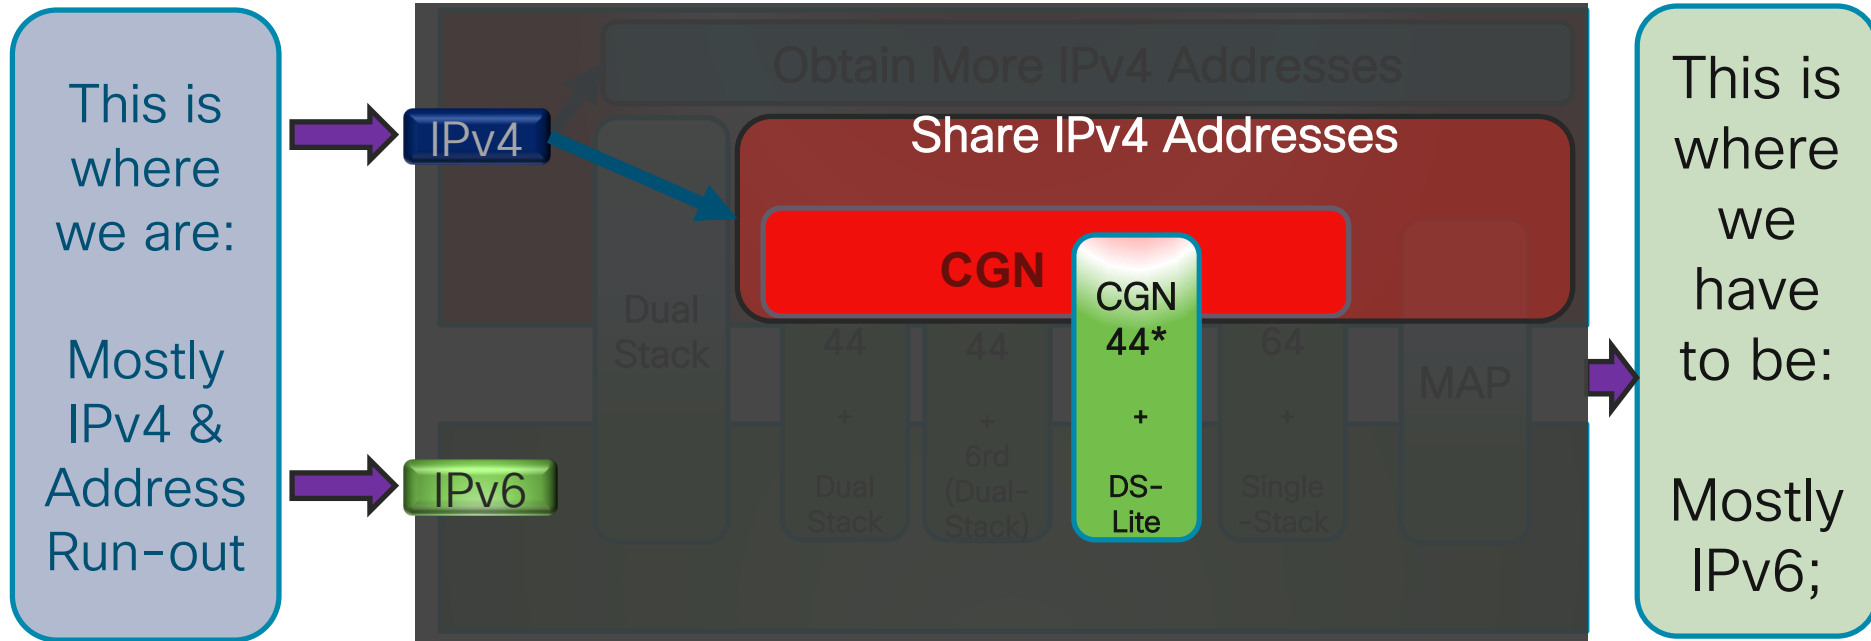 This is
where
we are:
Mostly
IPv4 &
Address
Run-out
IPv4
IPv6
Obtain More IPv4 Addresses
Share IPv4 Addresses
CGN
Dual
Stack
44
+
Dual
Stack
44
+
6rd
(Dual-
Stack)
CGN
44*
+
DS-
Lite
64
+
Single
-Stack
MAP
This is
where
we
have
to be:
Mostly
IPv6;